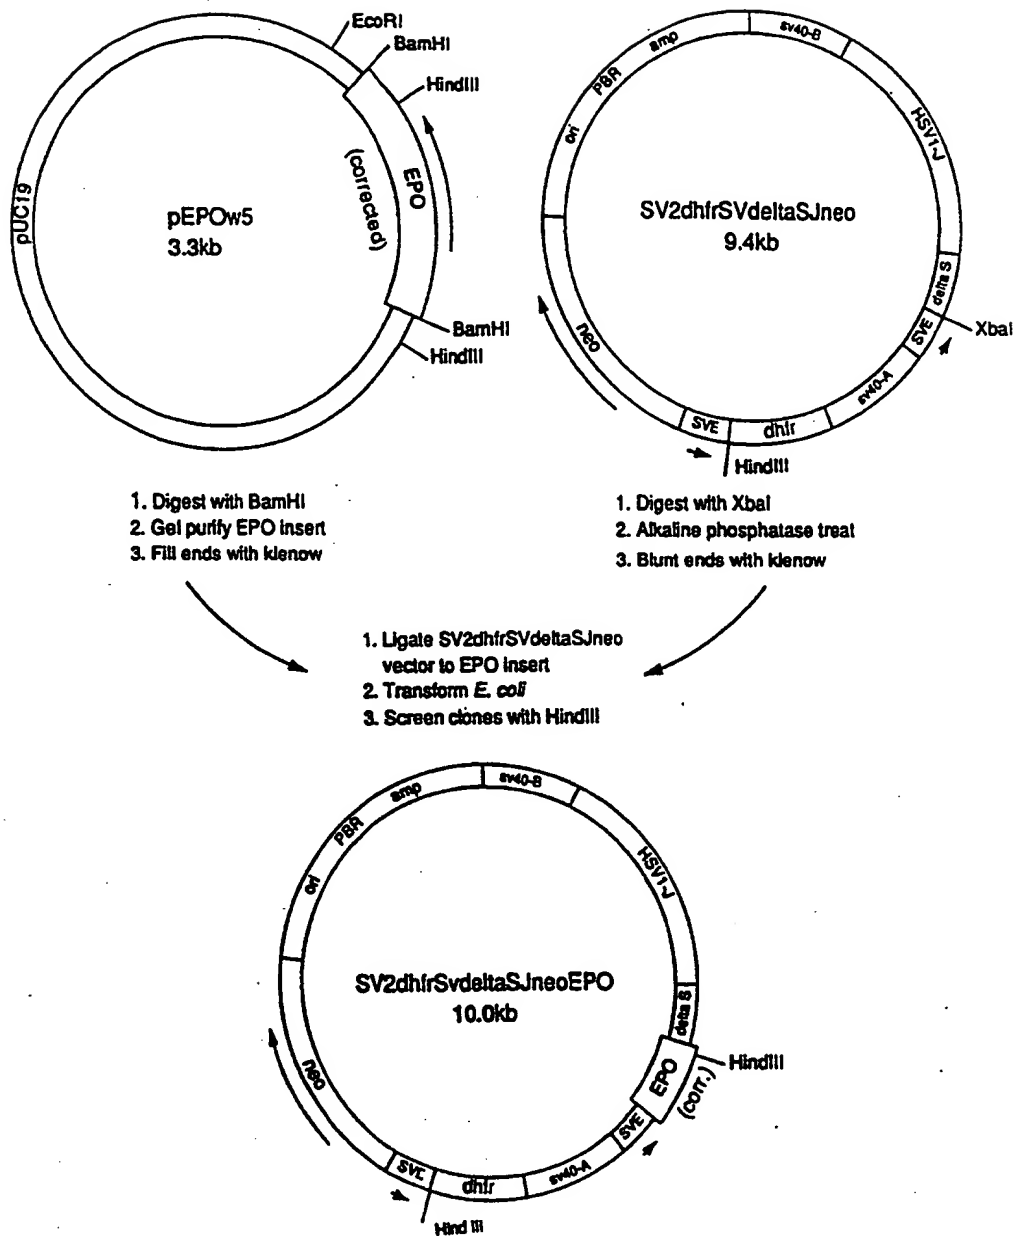 EcoRI
BamHI
HindIII
pUC19
EPO
(corrected)
pEPOw5
3.3kb
BamHI
HindIII
1. Digest with BamHI
2. Gel purify EPO insert
3. Fill ends with klenow
sv40-B
amp
PBR
ori
HSV1-J
SV2dhfrSVdeltaSJneo
9.4kb
delta S
XbaI
SVE
sv40-A
neo
SVE
dhfr
HindIII
1. Digest with XbaI
2. Alkaline phosphatase treat
3. Blunt ends with klenow
1. Ligate SV2dhfrSVdeltaSJneo
vector to EPO insert
2. Transform E. coli
3. Screen clones with HindIII
sv40-B
amp
PBR
ori
HSV1-J
SV2dhfrSvdeltaSJneoEPO
10.0kb
delta S
HindIII
EPO
(corr.)
SVE
sv40-A
neo
SVE
dhfr
Hind III